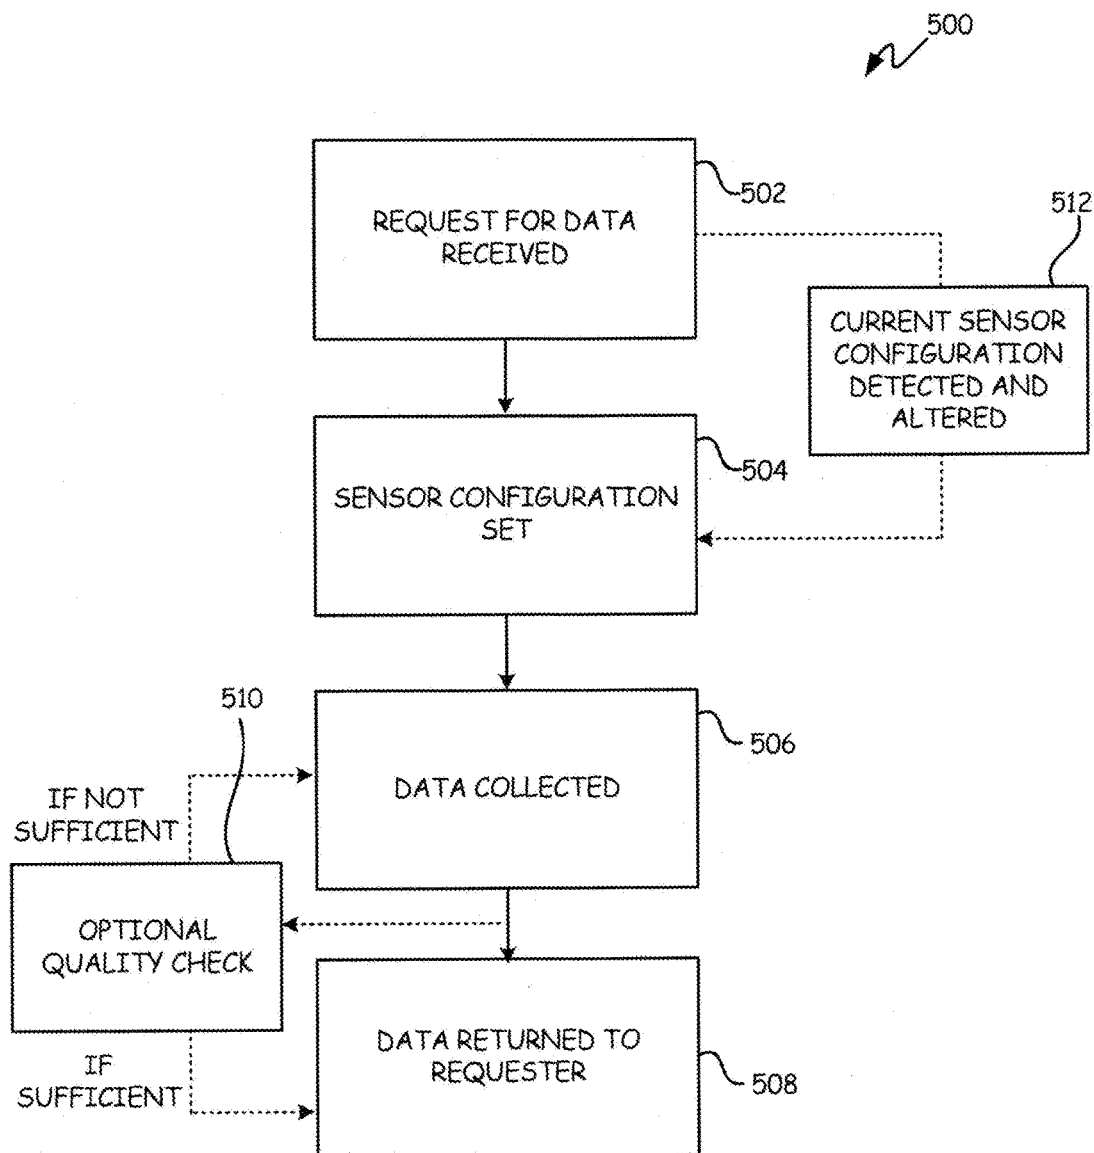 500
502
REQUEST FOR DATA
RECEIVED
512
CURRENT SENSOR
CONFIGURATION
DETECTED AND
ALTERED
504
SENSOR CONFIGURATION
SET
510
506
DATA COLLECTED
IF NOT
SUFFICIENT
OPTIONAL
QUALITY CHECK
DATA RETURNED TO
REQUESTER
IF
SUFFICIENT
508